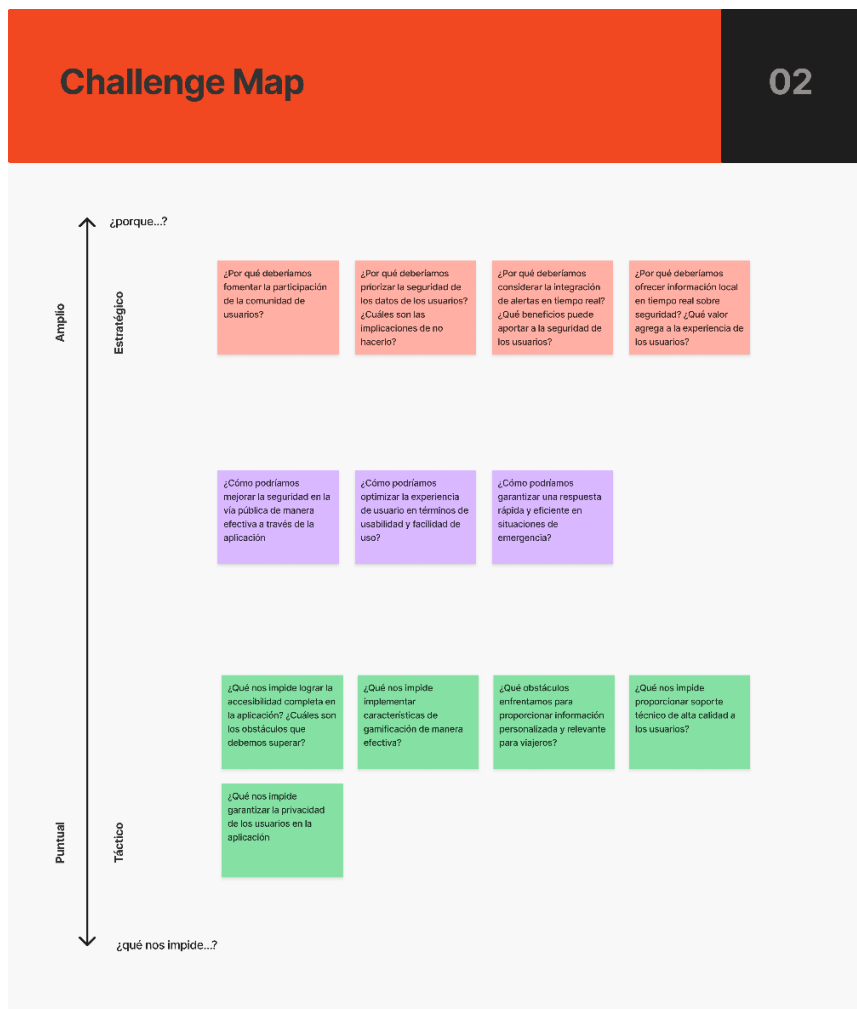 Challenge Map
02
¿porque...?
Amplio
Estratégico
¿Por qué deberíamos
fomentar la participación
de la comunidad de
usuarios?
¿Por qué deberíamos
priorizar la seguridad de
los datos de los usuarios?
¿Cuáles son las
implicaciones de no
hacerlo?
¿Por qué deberíamos
considerar la integración
de alertas en tiempo real?
¿Qué beneficios puede
aportar a la seguridad de
los usuarios?
¿Por qué deberíamos
ofrecer información local
en tiempo real sobre
seguridad? ¿Qué valor
agrega a la experiencia de
los usuarios?
¿Cómo podríamos
mejorar la seguridad en la
vía pública de manera
efectiva a través de la
aplicación
¿Cómo podríamos
optimizar la experiencia
de usuario en términos de
usabilidad y facilidad de
uso?
¿Cómo podríamos
garantizar una respuesta
rápida y eficiente en
situaciones de
emergencia?
¿Qué nos impide lograr la
accesibilidad completa en
la aplicación? ¿Cuáles son
los obstáculos que
debemos superar?
¿Qué nos impide
implementar
características de
gamificación de manera
efectiva?
¿Qué obstáculos
enfrentamos para
proporcionar información
personalizada y relevante
para viajeros?
¿Qué nos impide
proporcionar soporte
técnico de alta calidad a
los usuarios?
¿Qué nos impide
garantizar la privacidad
de los usuarios en la
aplicación
Puntual
Táctico
¿qué nos impide...?